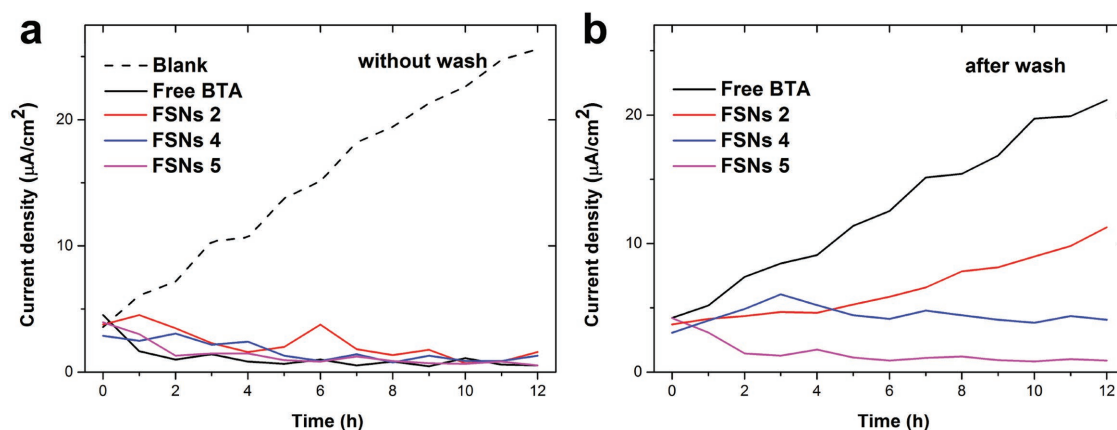 a
without wash
Blank
Free BTA
FSNs 2
FSNs 4
FSNs 5
Current density (μA/cm²)
20
10
0
0 2 4 6 8 10 12
Time (h)
b
after wash
Free BTA
FSNs 2
FSNs 4
FSNs 5
Current density (μA/cm²)
20
10
0
0 2 4 6 8 10 12
Time (h)